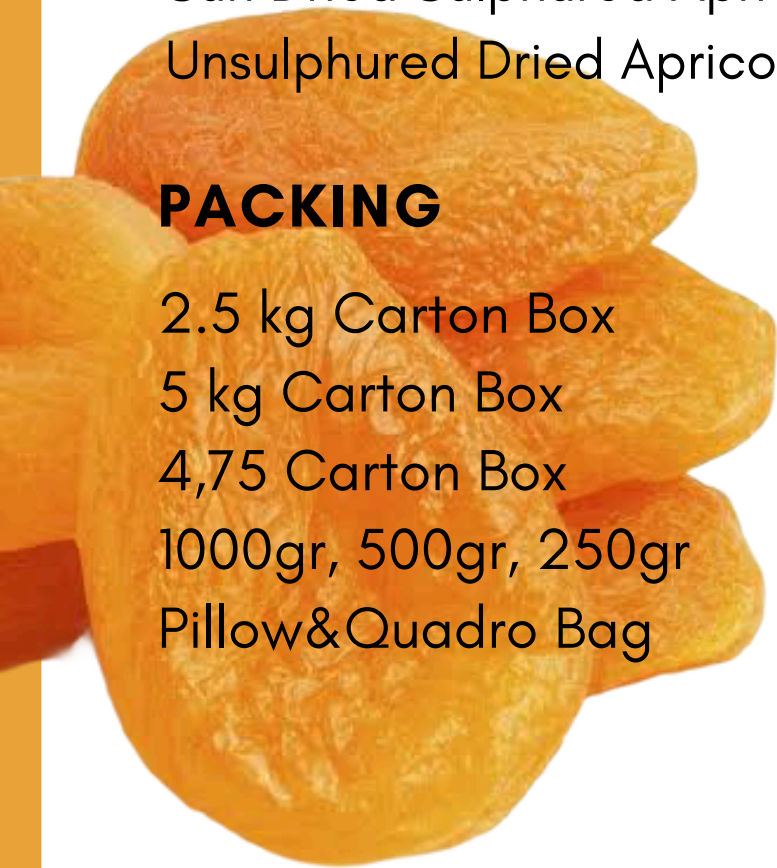 Unsulphured Dried
PACKING
2.5 kg Carton Box
5 kg Carton Box
4,75 Carton Box
1000gr, 500gr, 250gr
Pillow&Quadro Bag